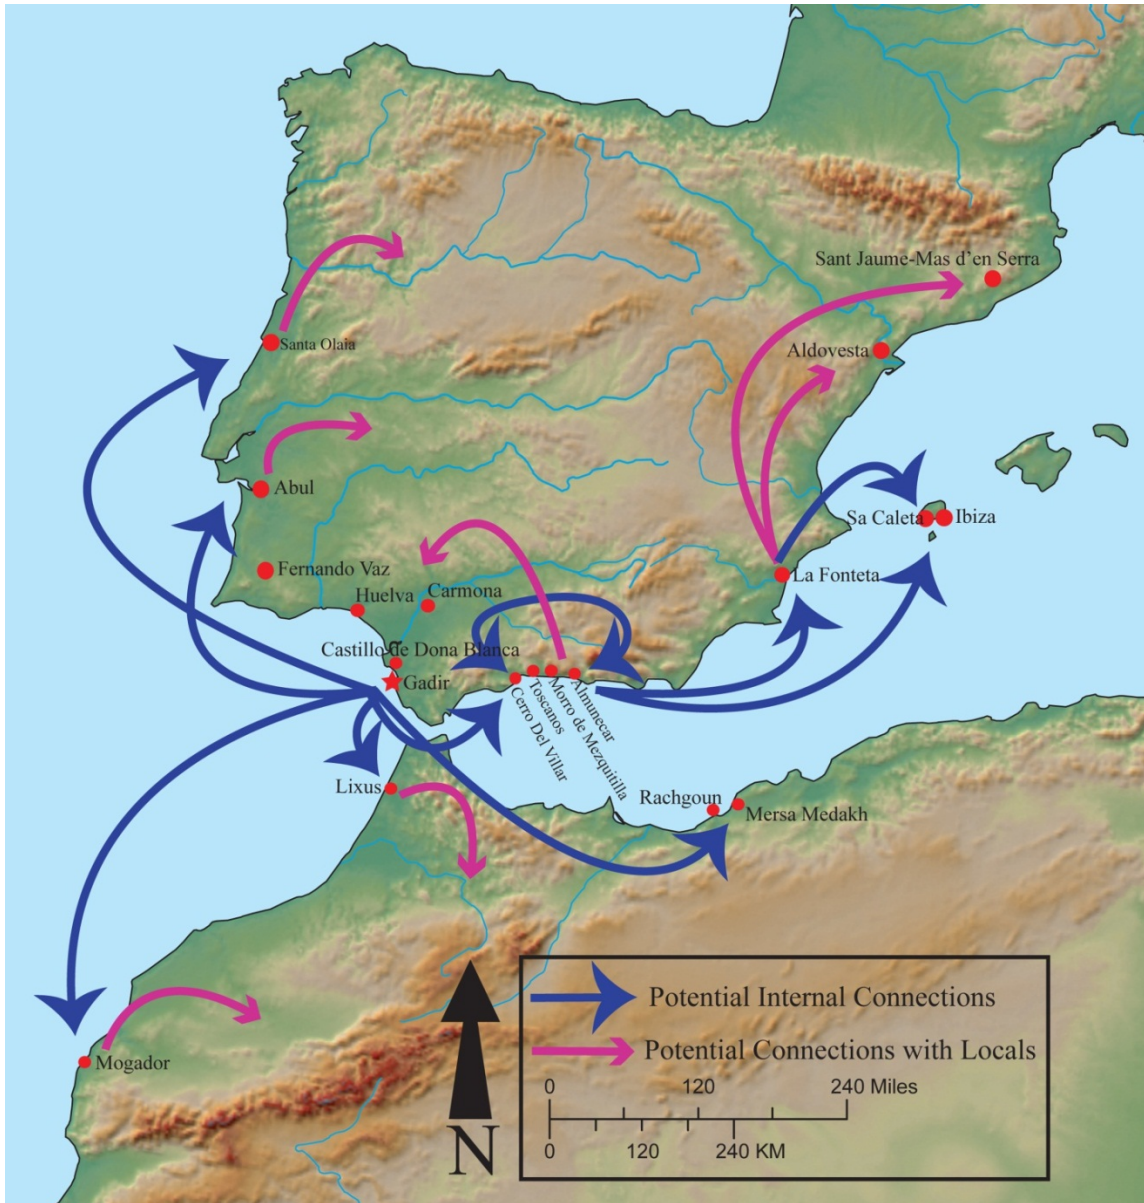 Sant Jaume-Mas d'en Serra
Santa Olaia
Aldovesta
Abul
Sa Caleta
Ibiza
Fernando Vaz
La Fonteta
Huelva
Carmona
Castillo de Dona Blanca
Gadir
Cerro Del Villar
Toscanos
Morro de Mezquitilla
Almunecar
Lixus
Rachgoun
Mersa Medakh
Mogador
Potential Internal Connections
Potential Connections with Locals
0 120 240 Miles
0 120 240 KM
N